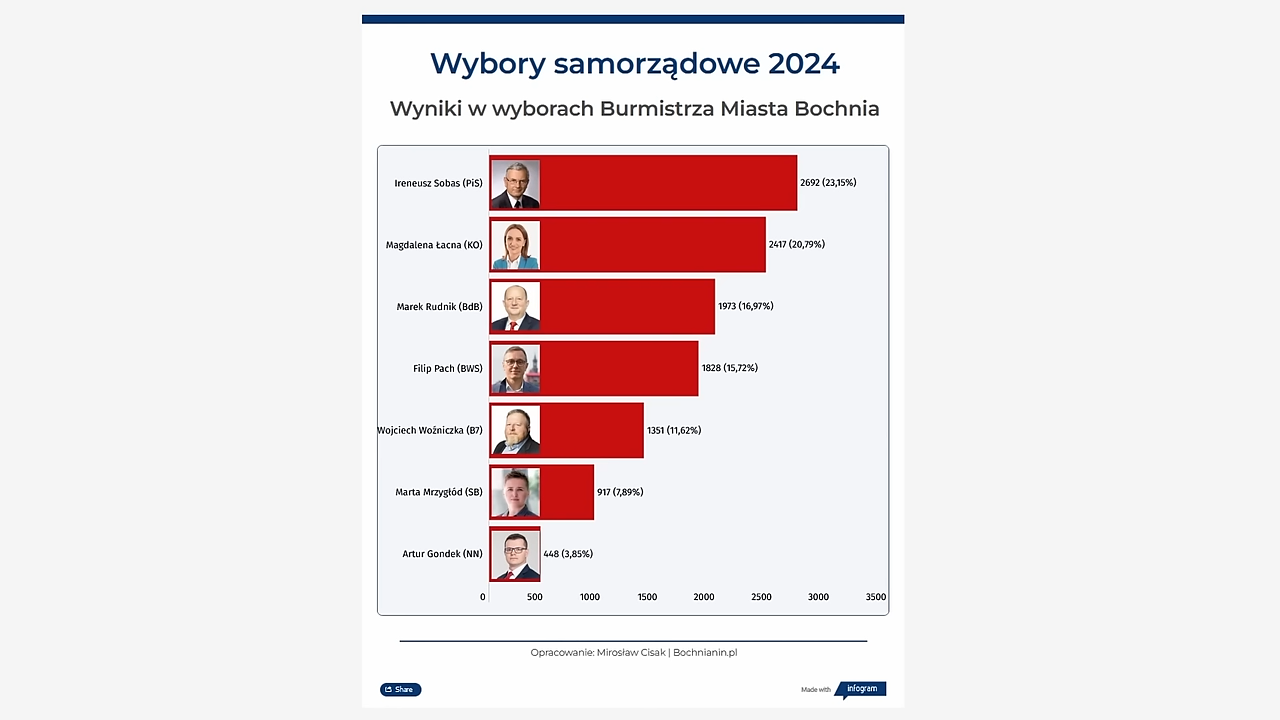 Wybory samorządowe 2024
Wyniki w wyborach Burmistrza Miasta Bochnia
Ireneusz Sobas (PiS) 2692 (23,15%)
Magdalena Łacna (KO) 2417 (20,79%)
Marek Rudnik (BdB) 1973 (16,97%)
Filip Pach (BWS) 1828 (15,72%)
Wojciech Woźniczka (B7) 1351 (11,62%)
Marta Mrzygłód (SB) 917 (7,89%)
Artur Gondek (NN) 448 (3,85%)
0 500 1000 1500 2000 2500 3000 3500
Opracowanie: Mirosław Cisak | Bochnianin.pl
Share Made with infogram